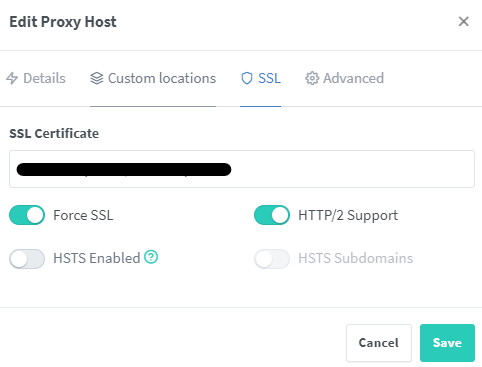 Edit Proxy Host
Details Custom locations SSL Advanced
SSL Certificate
Force SSL HTTP/2 Support
HSTS Enabled HSTS Subdomains
Cancel Save